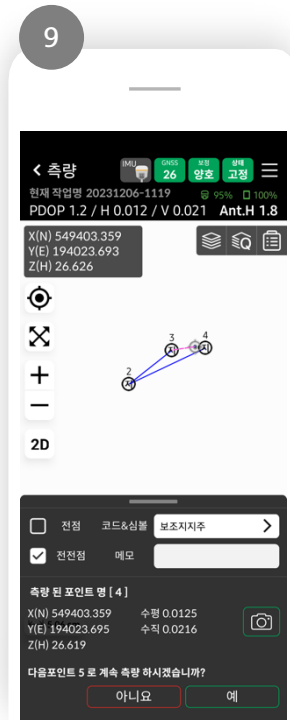 9
< 측량
IMU
GNSS 26
보정 양호
상태 고정
현재 작업명 20231206-1119
95%
100%
PDOP 1.2 / H 0.012 / V 0.021 Ant.H 1.8
X(N) 549403.359
Y(E) 194023.693
Z(H) 26.626
3
4
지
지
2
지
+
−
2D
전점
코드&심볼
보조지지주
전전점
메모
측량 된 포인트 명 [ 4 ]
X(N) 549403.359 수평 0.0125
Y(E) 194023.695 수직 0.0216
Z(H) 26.619
다음포인트 5 로 계속 측량 하시겠습니까?
아니요
예